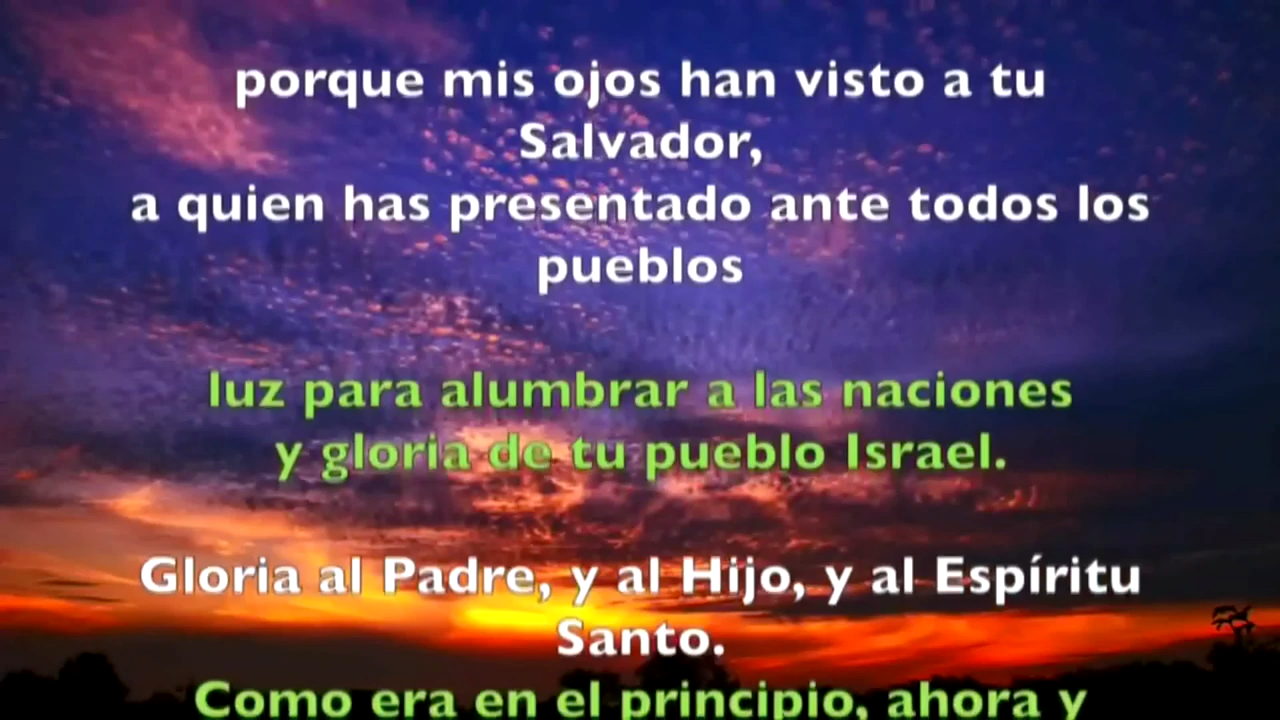 porque mis ojos han visto a tu
Salvador,
a quien has presentado ante todos los
pueblos
luz para alumbrar a las naciones
y gloria de tu pueblo Israel.
Gloria al Padre, y al Hijo, y al Espíritu
Santo.
Como era en el principio, ahora y